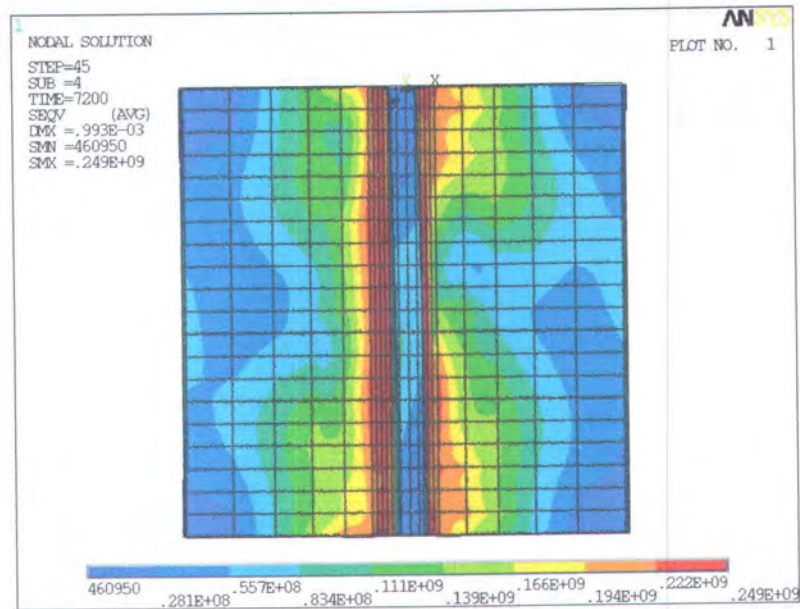 1
ANSYS
NODAL SOLUTION
PLOT NO. 1
STEP=45
SUB =4
TIME=7200
SEQV (AVG)
DMX =.993E-03
SMN =460950
SMX =.249E+09
Y X
460950 .557E+08 .111E+09 .166E+09 .222E+09
.281E+08 .834E+08 .139E+09 .194E+09 .249E+09